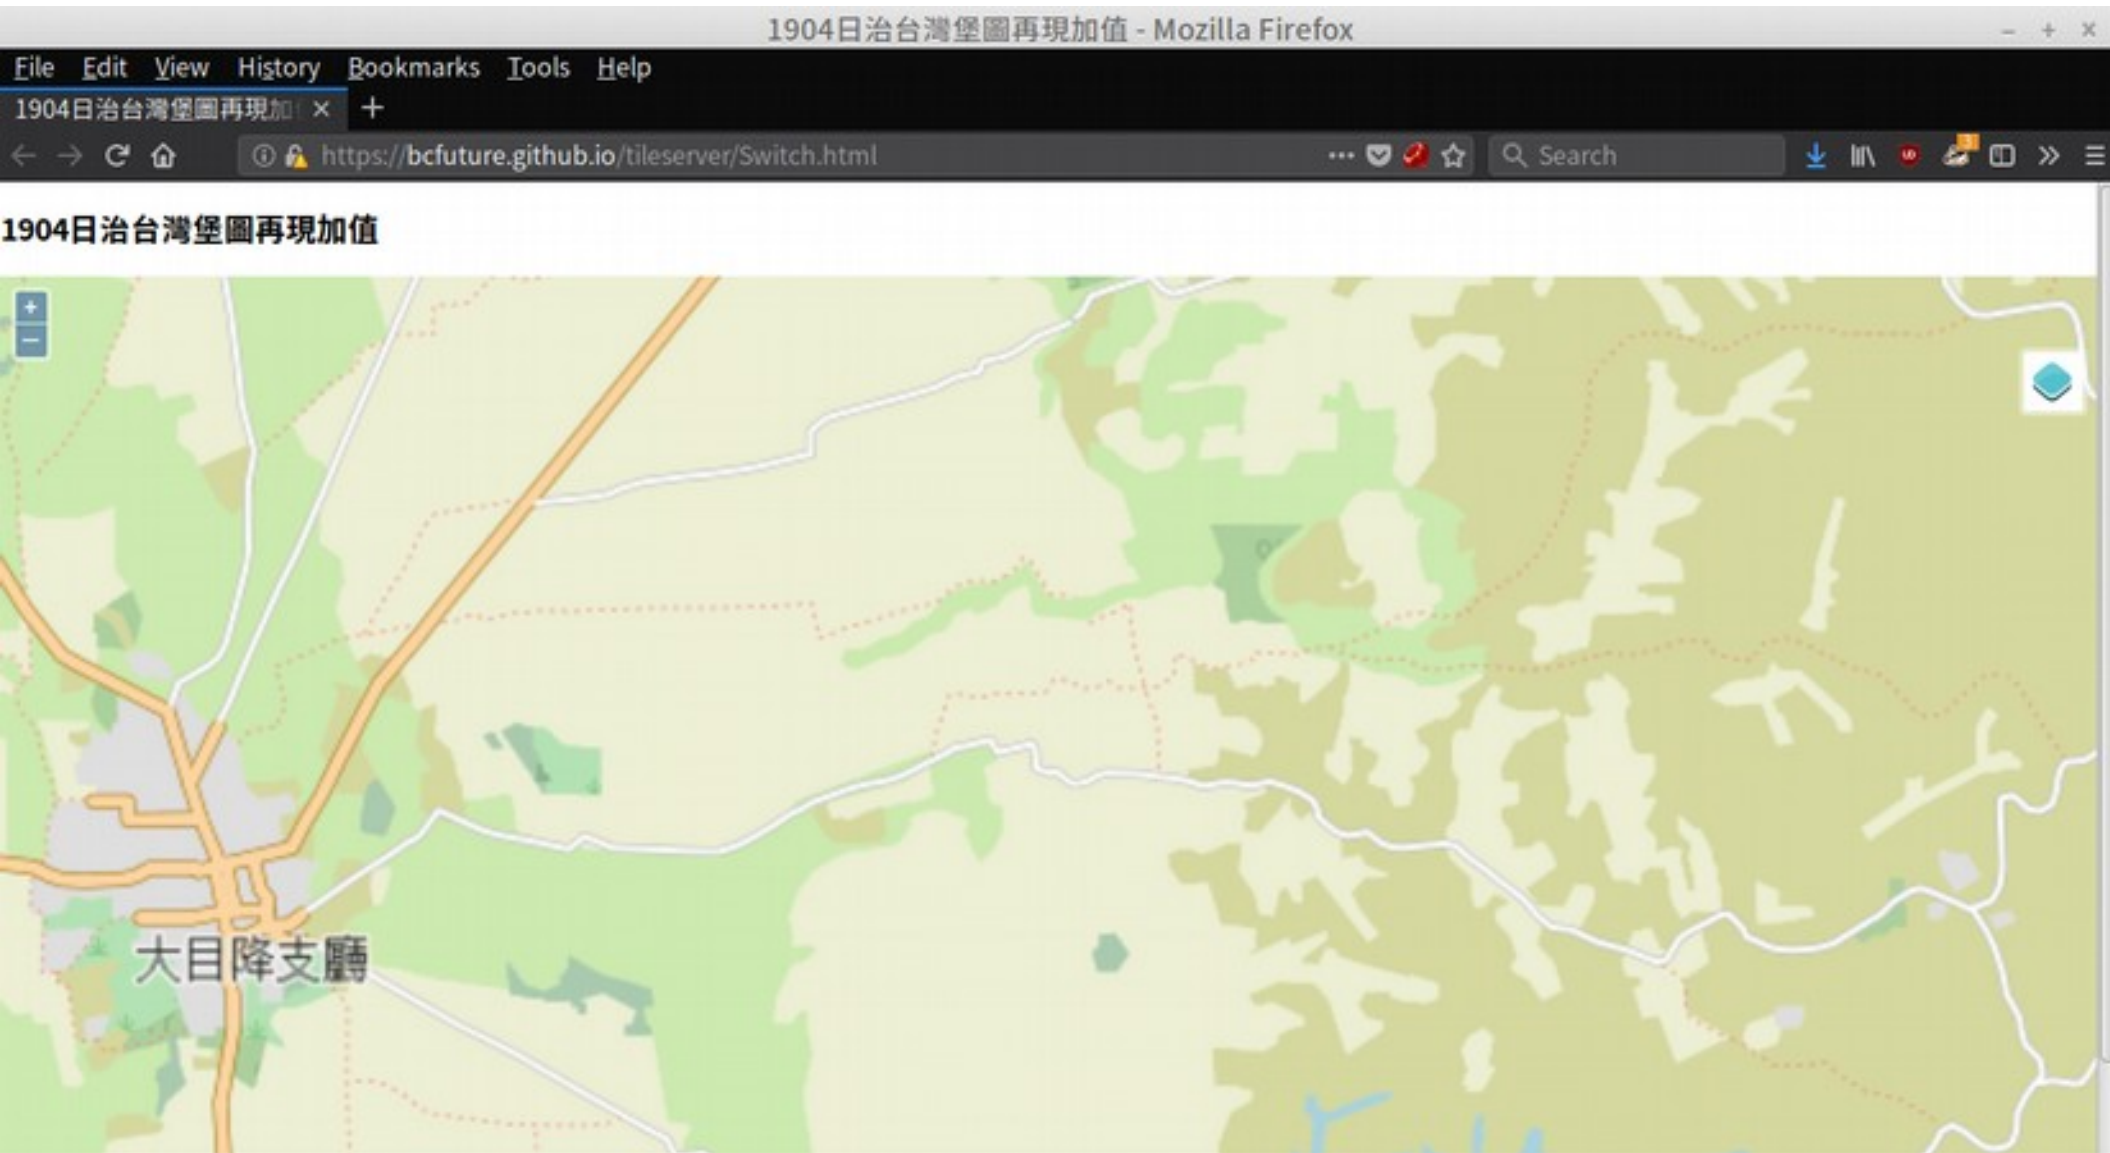 1904日治台灣堡圖再現加值 - Mozilla Firefox
File Edit View History Bookmarks Tools Help
1904日治台灣堡圖再現加
https://bcfuture.github.io/tileserver/Switch.html
Search
3
1904日治台灣堡圖再現加值
+
−
大目降支廳